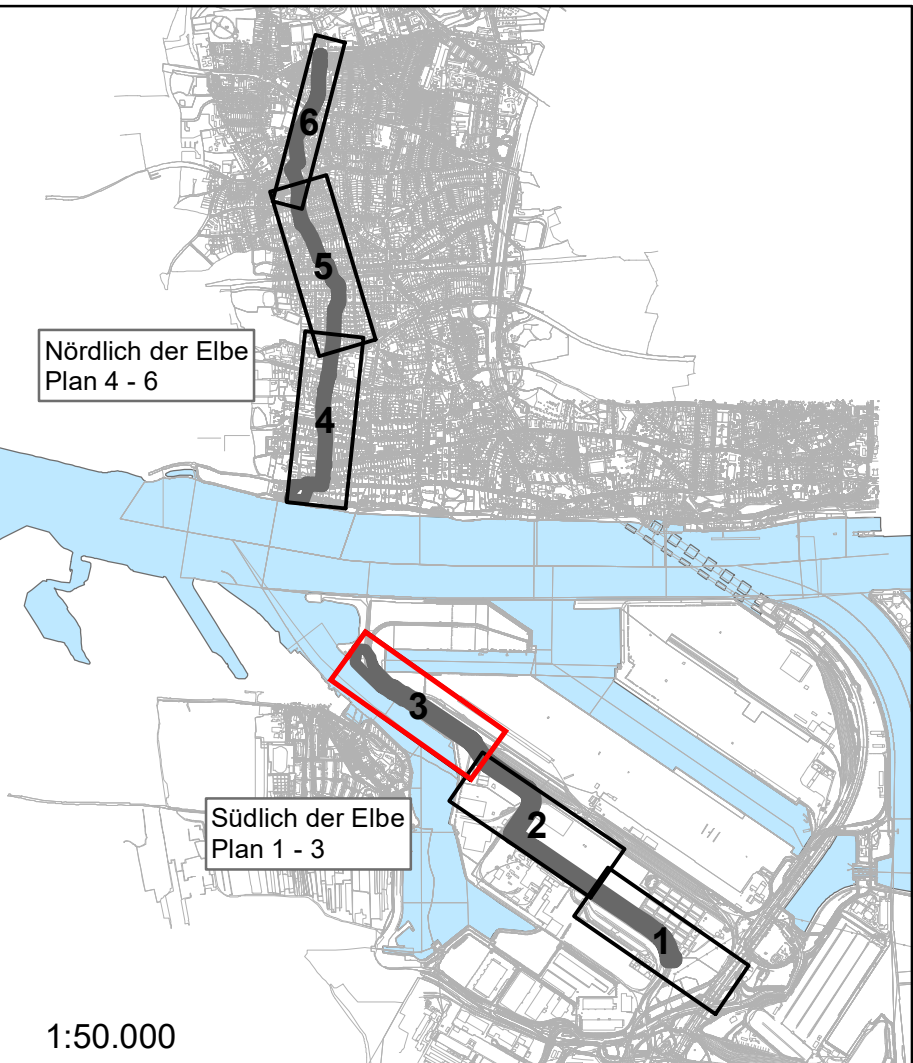 6
5
Nördlich der Elbe
Plan 4 - 6
4
3
Südlich der Elbe
Plan 1 - 3
2
1
1:50.000